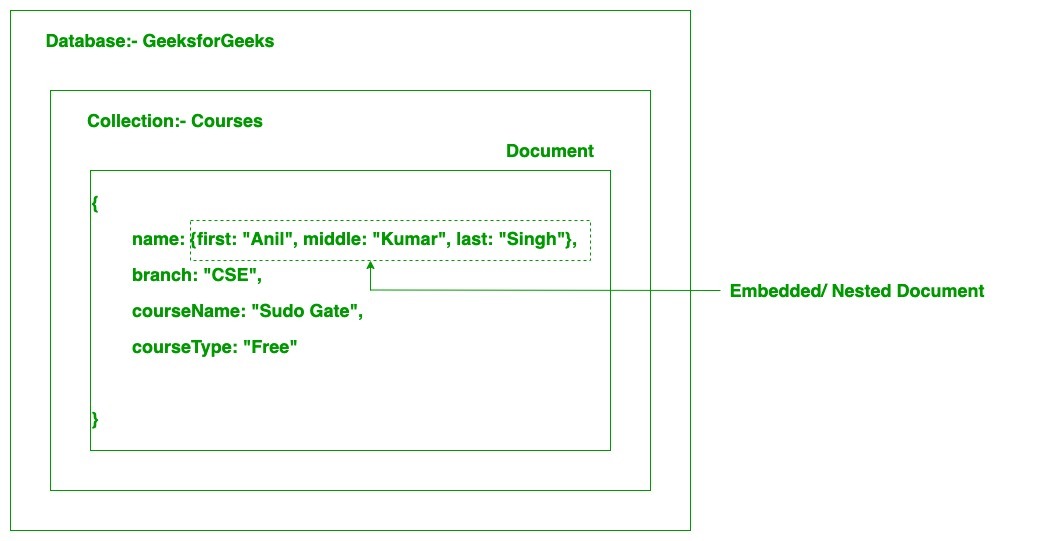 Database:- GeeksforGeeks
Collection:- Courses
Document
{
name: {first: "Anil", middle: "Kumar", last: "Singh"},
branch: "CSE",
Embedded/ Nested Document
courseName: "Sudo Gate",
courseType: "Free"
}